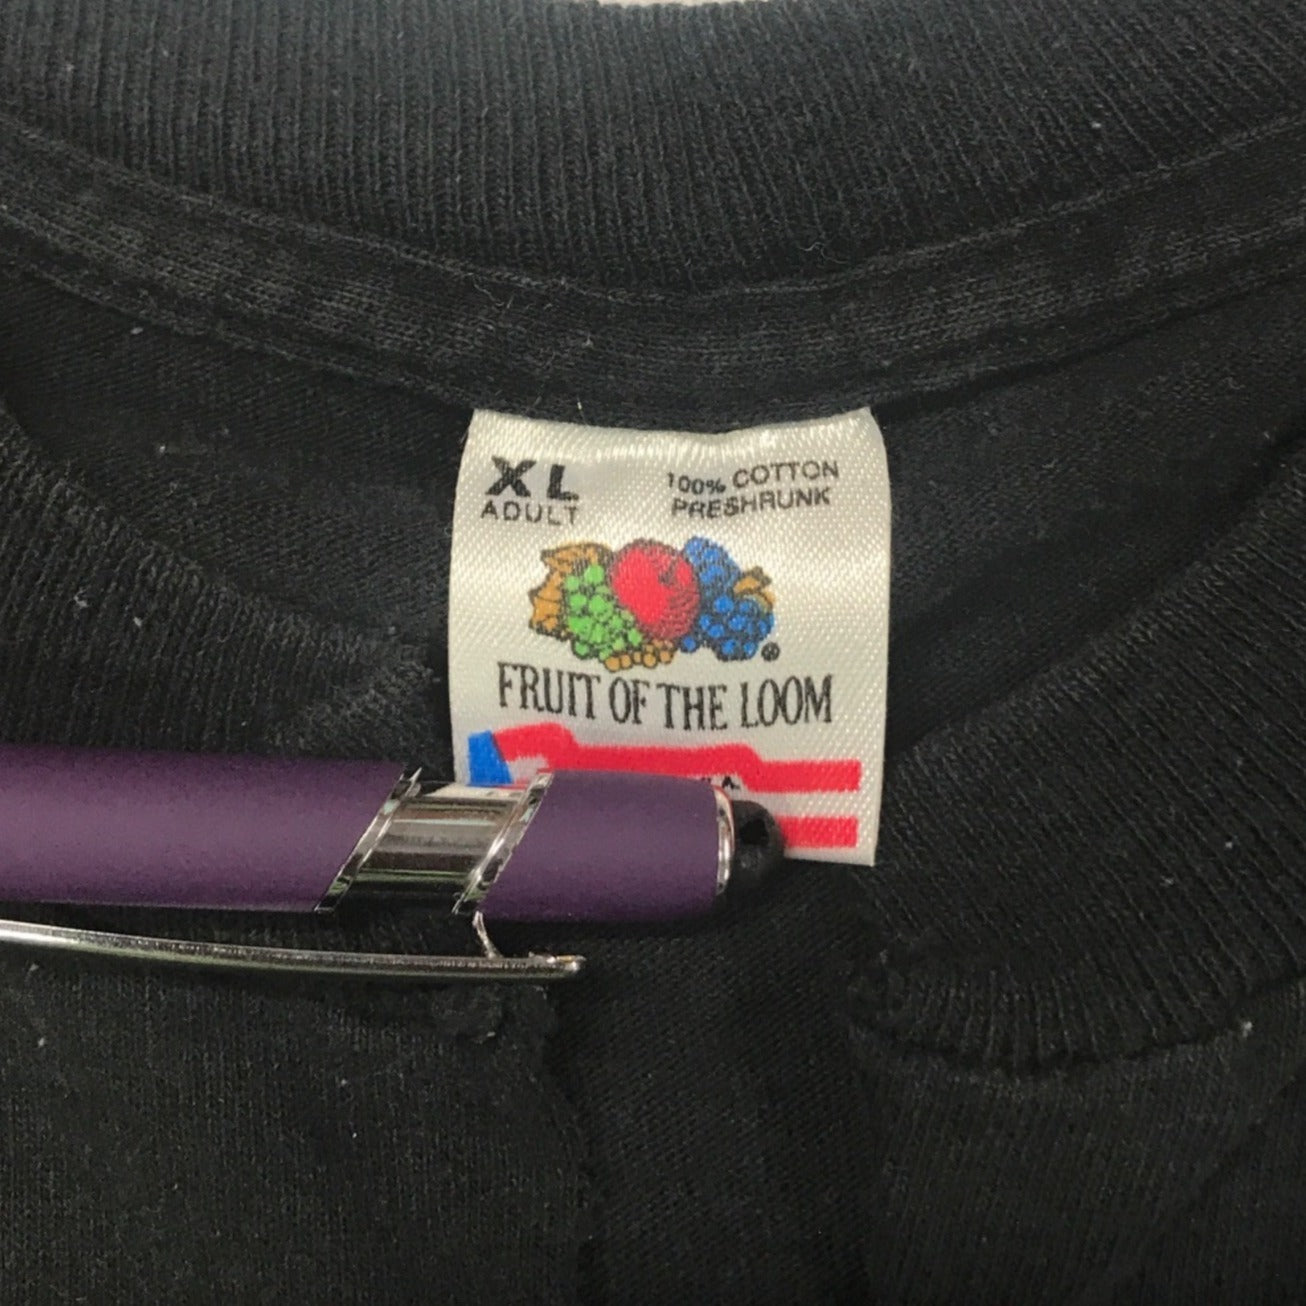 XL
ADULT
100% COTTON
PRESHRUNK
®
FRUIT OF THE LOOM